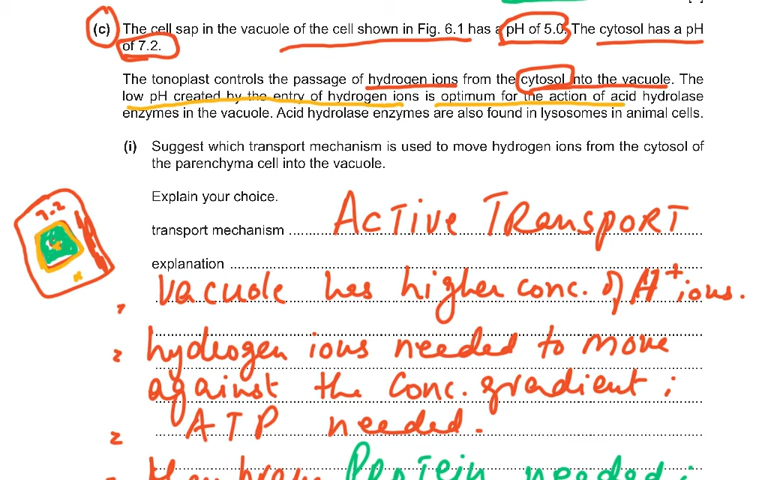 (c) The cell sap in the vacuole of the cell shown in Fig. 6.1 has a pH of 5.0. The cytosol has a pH
of 7.2.
The tonoplast controls the passage of hydrogen ions from the cytosol into the vacuole. The
low pH created by the entry of hydrogen ions is optimum for the action of acid hydrolase
enzymes in the vacuole. Acid hydrolase enzymes are also found in lysosomes in animal cells.
(i) Suggest which transport mechanism is used to move hydrogen ions from the cytosol of
the parenchyma cell into the vacuole.
Explain your choice.
7.2
transport mechanism ACTIVE TRANSPORT
explanation
, Vacuole has higher conc. of H+ ions.
2 hydrogen ions needed to move
against the conc. gradient ;
2 ATP needed.
Membrane Protein needed ;